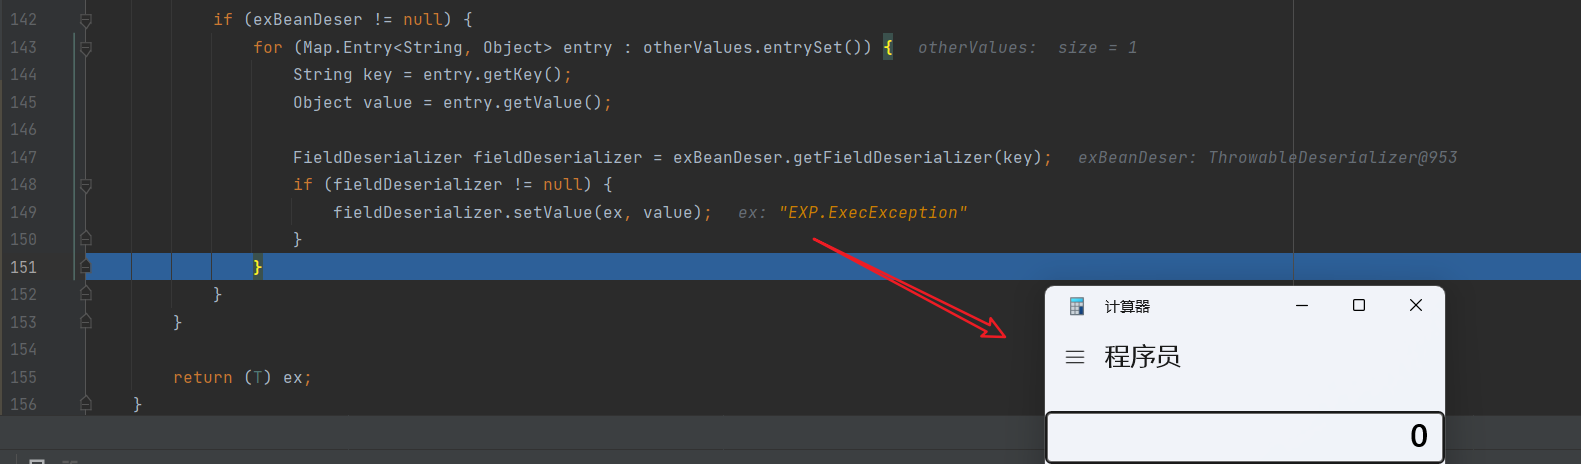 142 if (exBeanDeser != null) {
143 for (Map.Entry<String, Object> entry : otherValues.entrySet()) { otherValues: size = 1
144 String key = entry.getKey();
145 Object value = entry.getValue();
146
147 FieldDeserializer fieldDeserializer = exBeanDeser.getFieldDeserializer(key); exBeanDeser: ThrowableDeserializer@953
148 if (fieldDeserializer != null) {
149 fieldDeserializer.setValue(ex, value); ex: "EXP.ExecException"
150 }
151 }
152 }
153 }
154
155 return (T) ex;
156 }
计算器
程序员
0